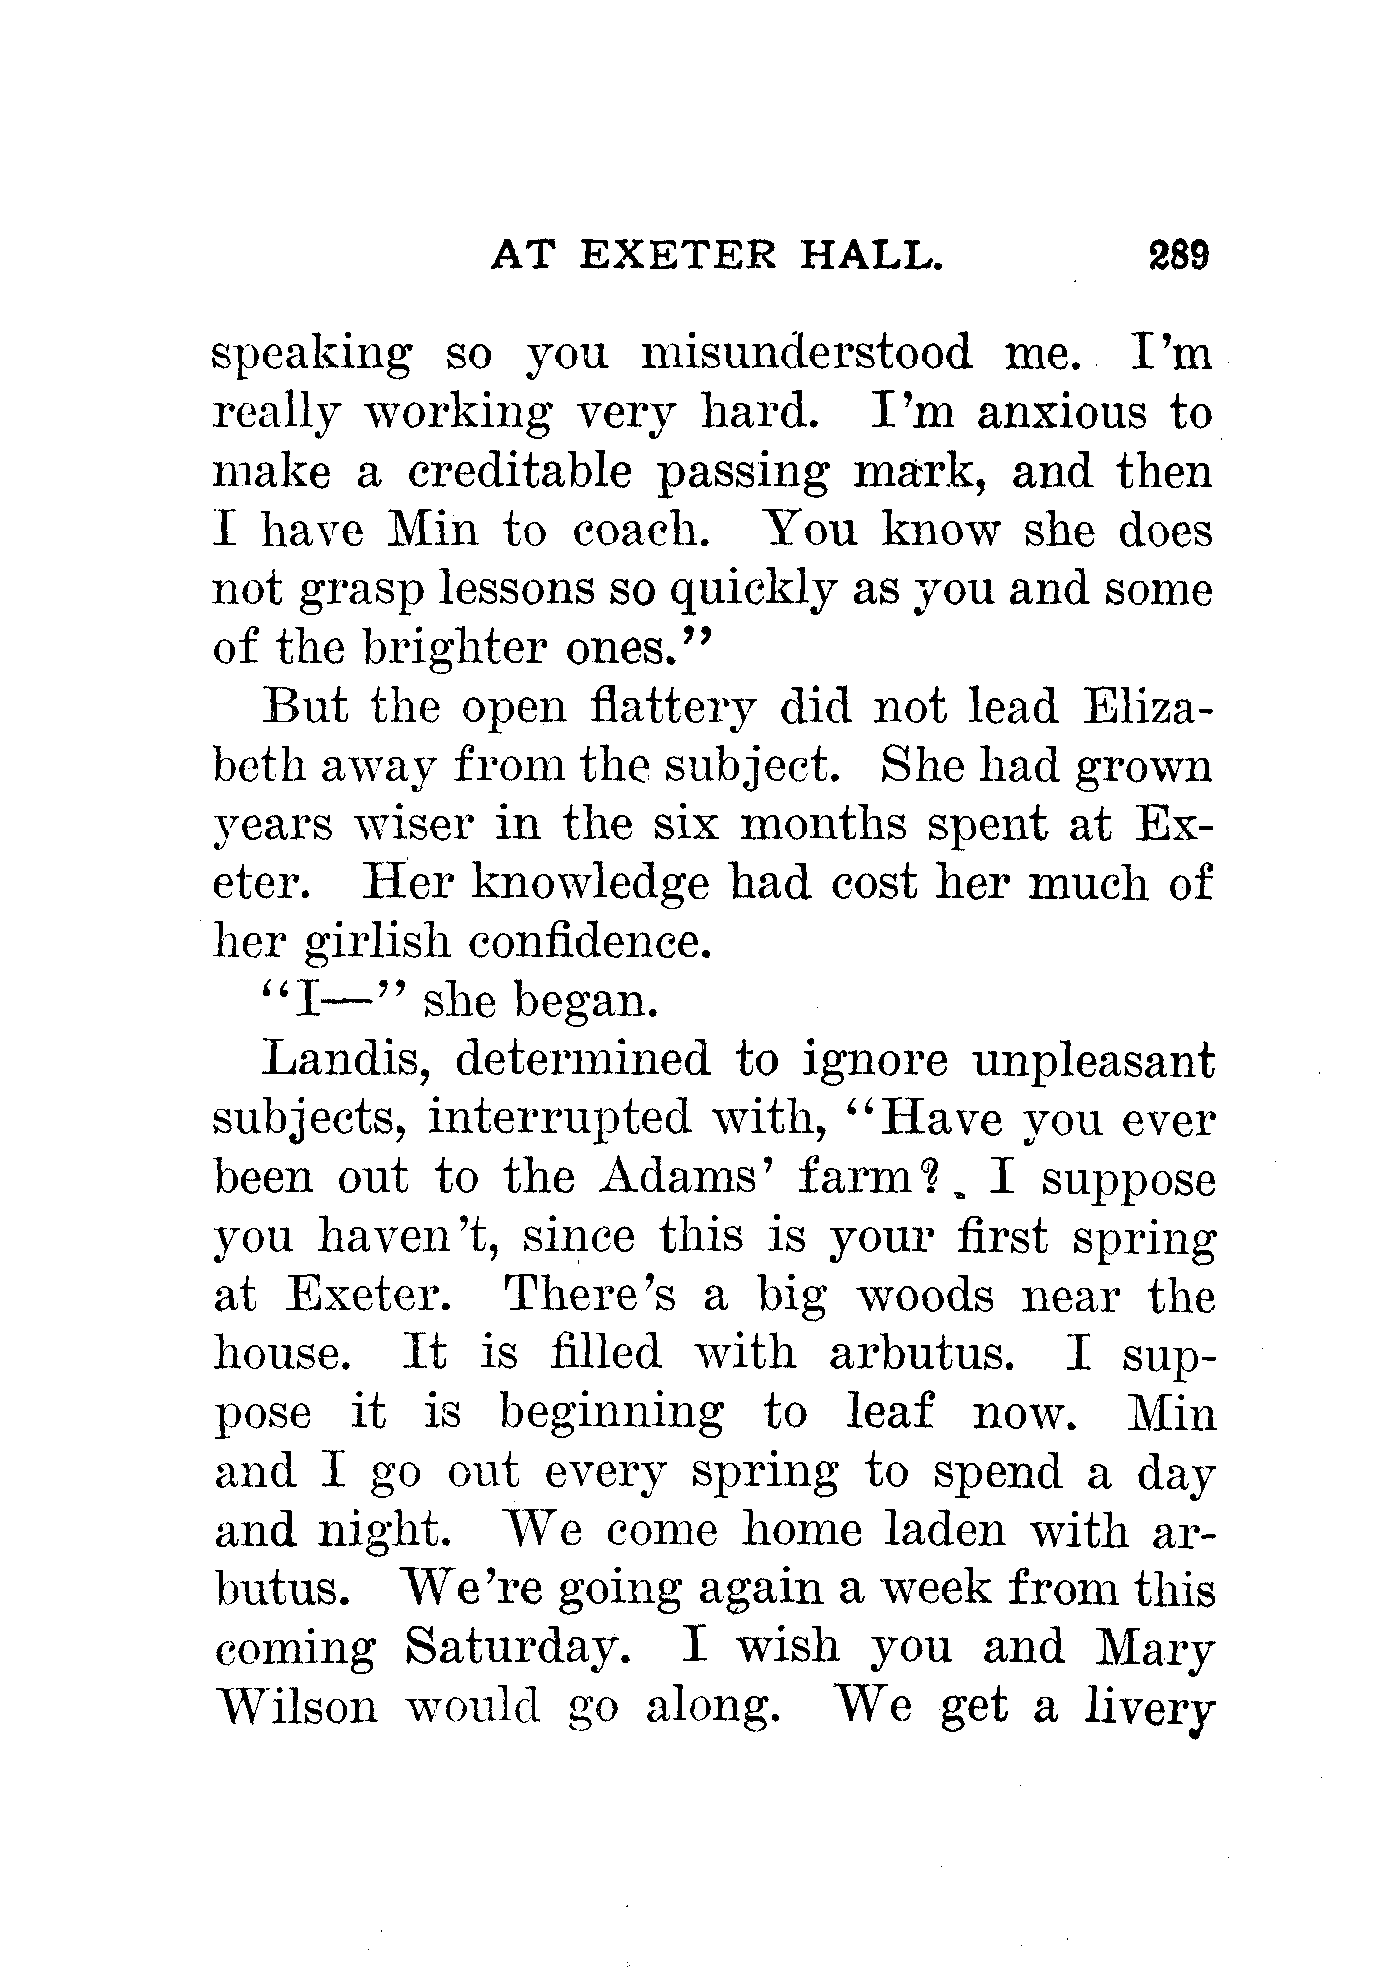 AT EXETER HALL. 289
speaking so you misunderstood me. I'm
really working very hard. I'm anxious to
make a creditable passing mark, and then
I have Min to coach. You know she does
not grasp lessons so quickly as you and some
of the brighter ones."
But the open flattery did not lead Eliza-
beth away from the subject. She had grown
years wiser in the six months spent at Ex-
eter. Her knowledge had cost her much of
her girlish confidence.
"I—" she began.
Landis, determined to ignore unpleasant
subjects, interrupted with, "Have you ever
been out to the Adams' farm? I suppose
you haven't, since this is your first spring
at Exeter. There's a big woods near the
house. It is filled with arbutus. I sup-
pose it is beginning to leaf now. Min
and I go out every spring to spend a day
and night. We come home laden with ar-
butus. We're going again a week from this
coming Saturday. I wish you and Mary
Wilson would go along. We get a livery